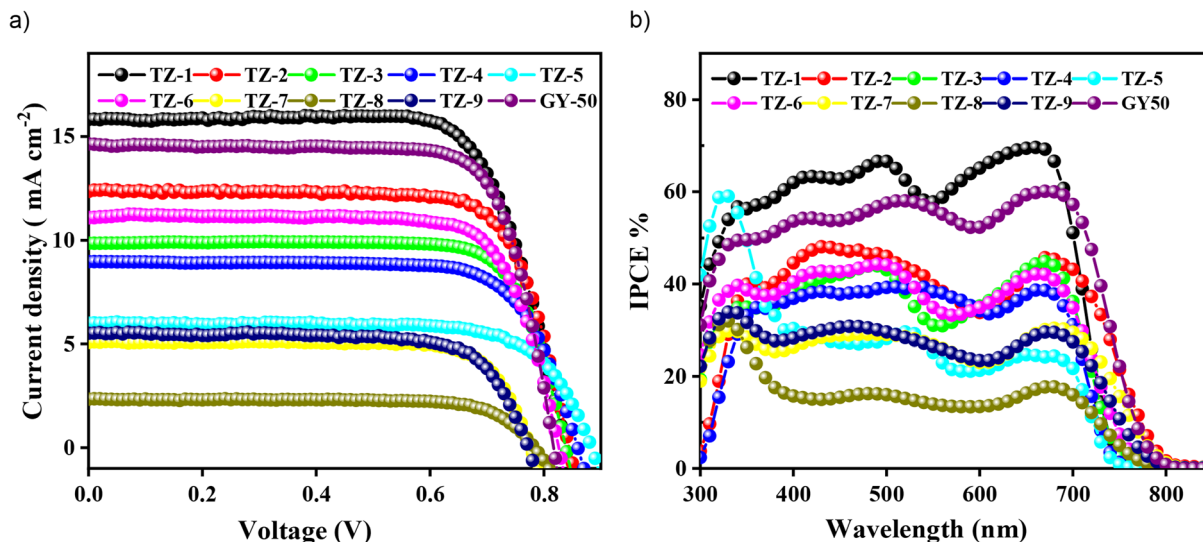 a)
TZ-1 TZ-2 TZ-3 TZ-4 TZ-5
TZ-6 TZ-7 TZ-8 TZ-9 GY-50
Current density ( mA cm-2)
15
10
5
0
0.0 0.2 0.4 0.6 0.8
Voltage (V)
b)
TZ-1 TZ-2 TZ-3 TZ-4 TZ-5
TZ-6 TZ-7 TZ-8 TZ-9 GY50
IPCE %
80
60
40
20
0
300 400 500 600 700 800
Wavelength (nm)